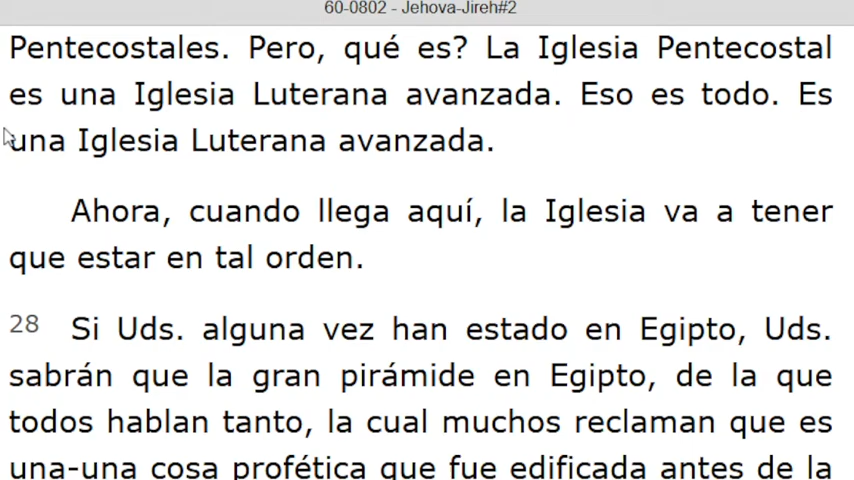 60-0802 - Jehova-Jireh#2
Pentecostales. Pero, qué es? La Iglesia Pentecostal
es una Iglesia Luterana avanzada. Eso es todo. Es
una Iglesia Luterana avanzada.
Ahora, cuando llega aquí, la Iglesia va a tener
que estar en tal orden.
28 Si Uds. alguna vez han estado en Egipto, Uds.
sabrán que la gran pirámide en Egipto, de la que
todos hablan tanto, la cual muchos reclaman que es
una-una cosa profética que fue edificada antes de la